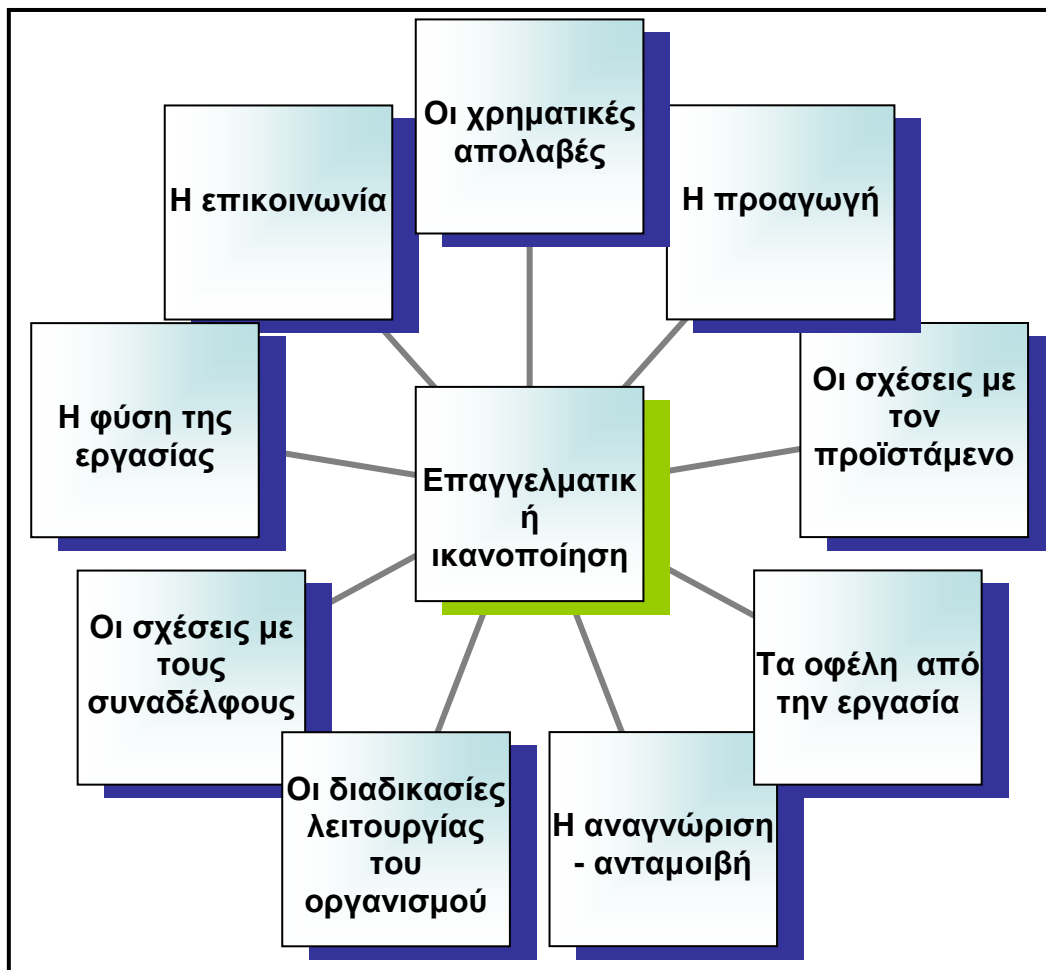 Οι χρηματικές
απολαβές
Η προαγωγή
Οι σχέσεις με
τον
προϊστάμενο
Τα οφέλη από
την εργασία
Η αναγνώριση
- ανταμοιβή
Οι διαδικασίες
λειτουργίας
του
οργανισμού
Οι σχέσεις με
τους
συναδέλφους
Η φύση της
εργασίας
Η επικοινωνία
Επαγγελματικ
ή
ικανοποίηση